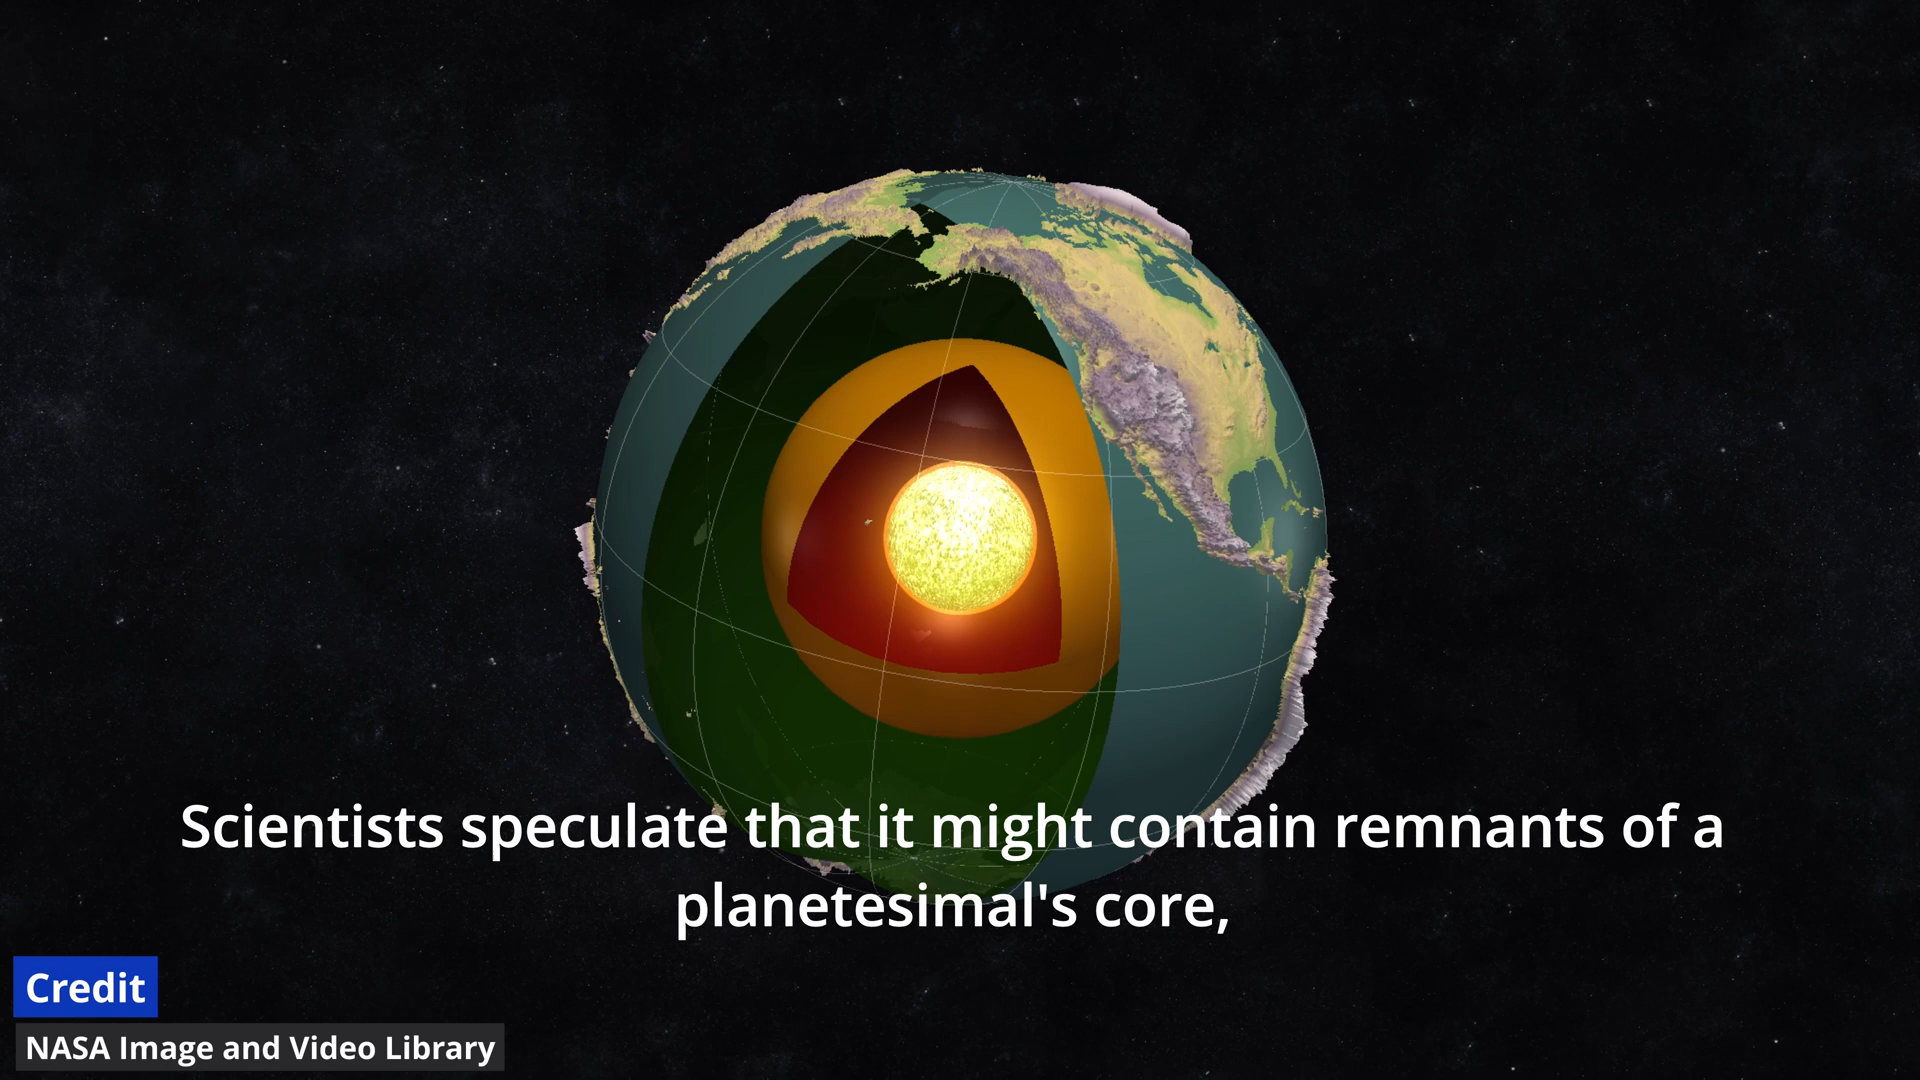 Scientists speculate that it might contain remnants of a
planetesimal's core,
Credit
NASA Image and Video Library